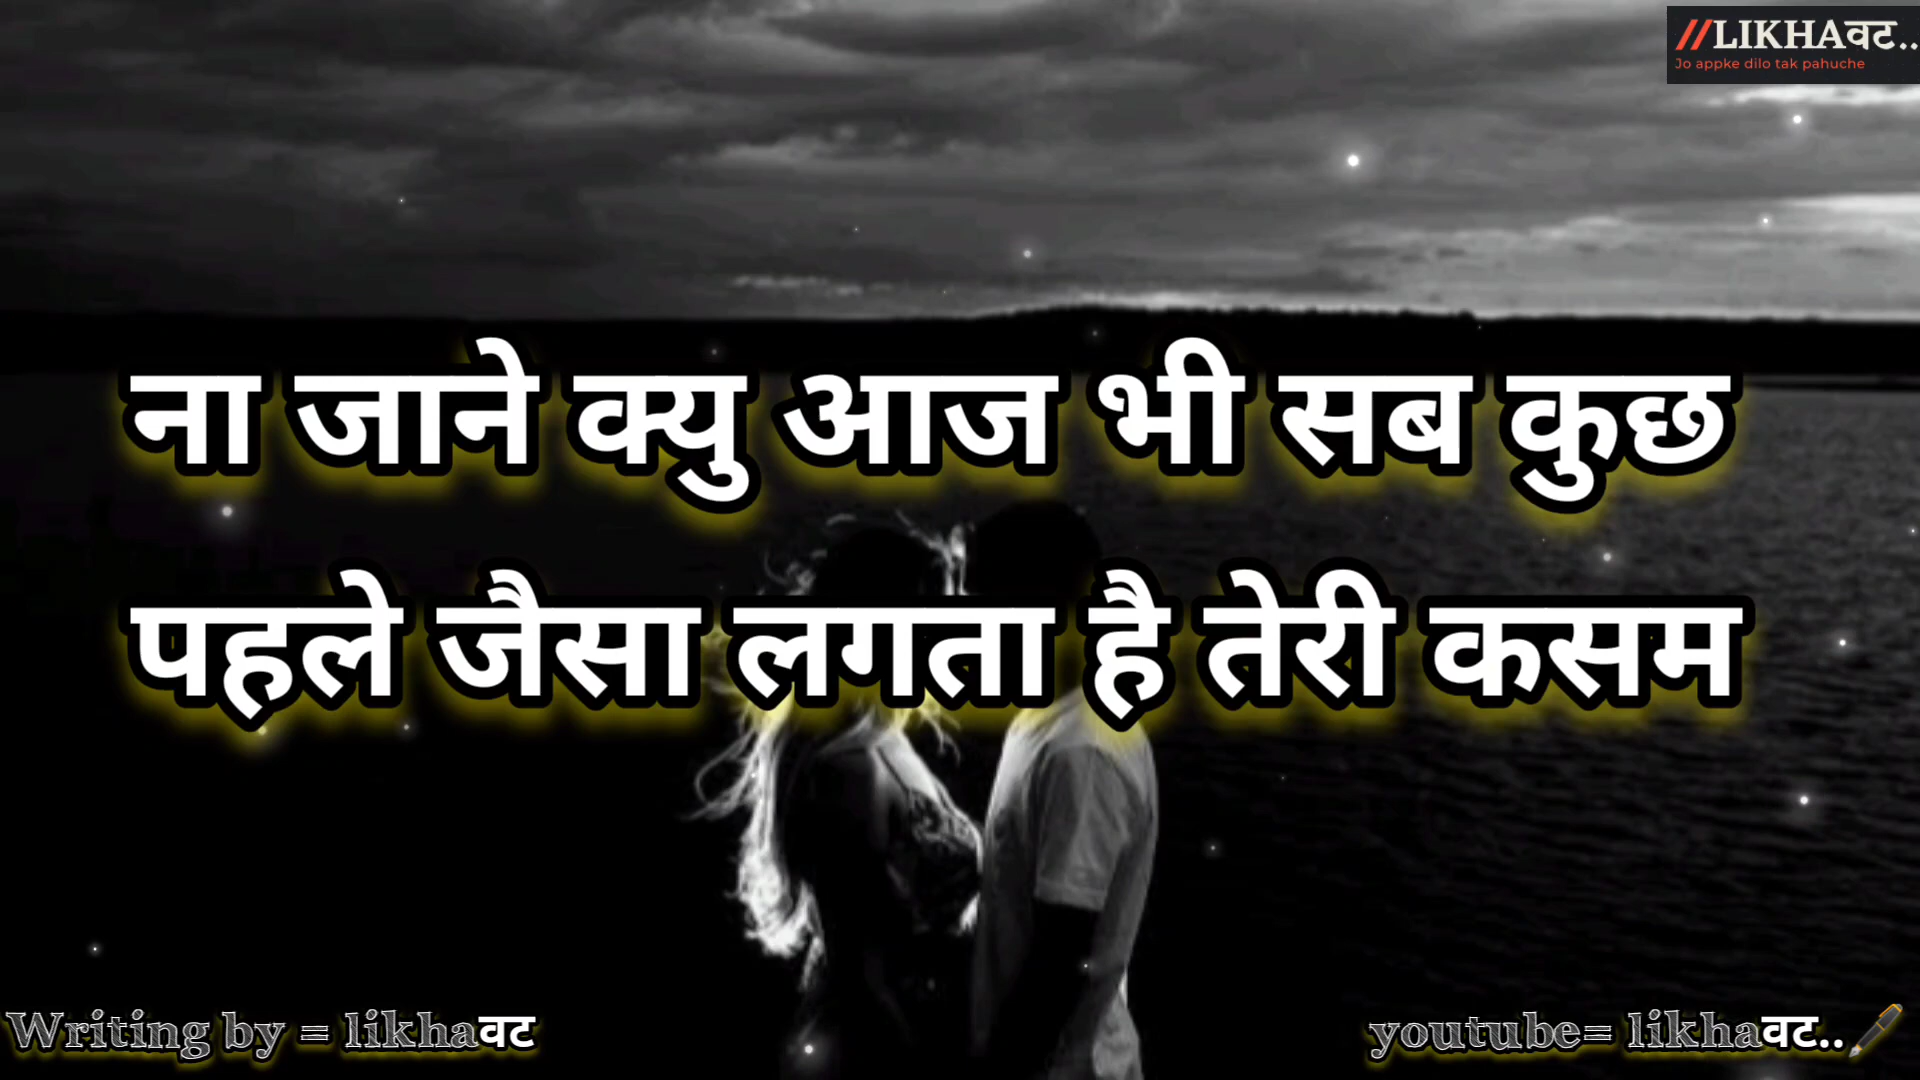 //LIKHAवट..
Jo appke dilo tak pahuche
ना जाने क्यु आज भी सब कुछ
पहले जैसा लगता है तेरी कसम
Writing by = likhaवट
youtube= likhaवट..🖋️